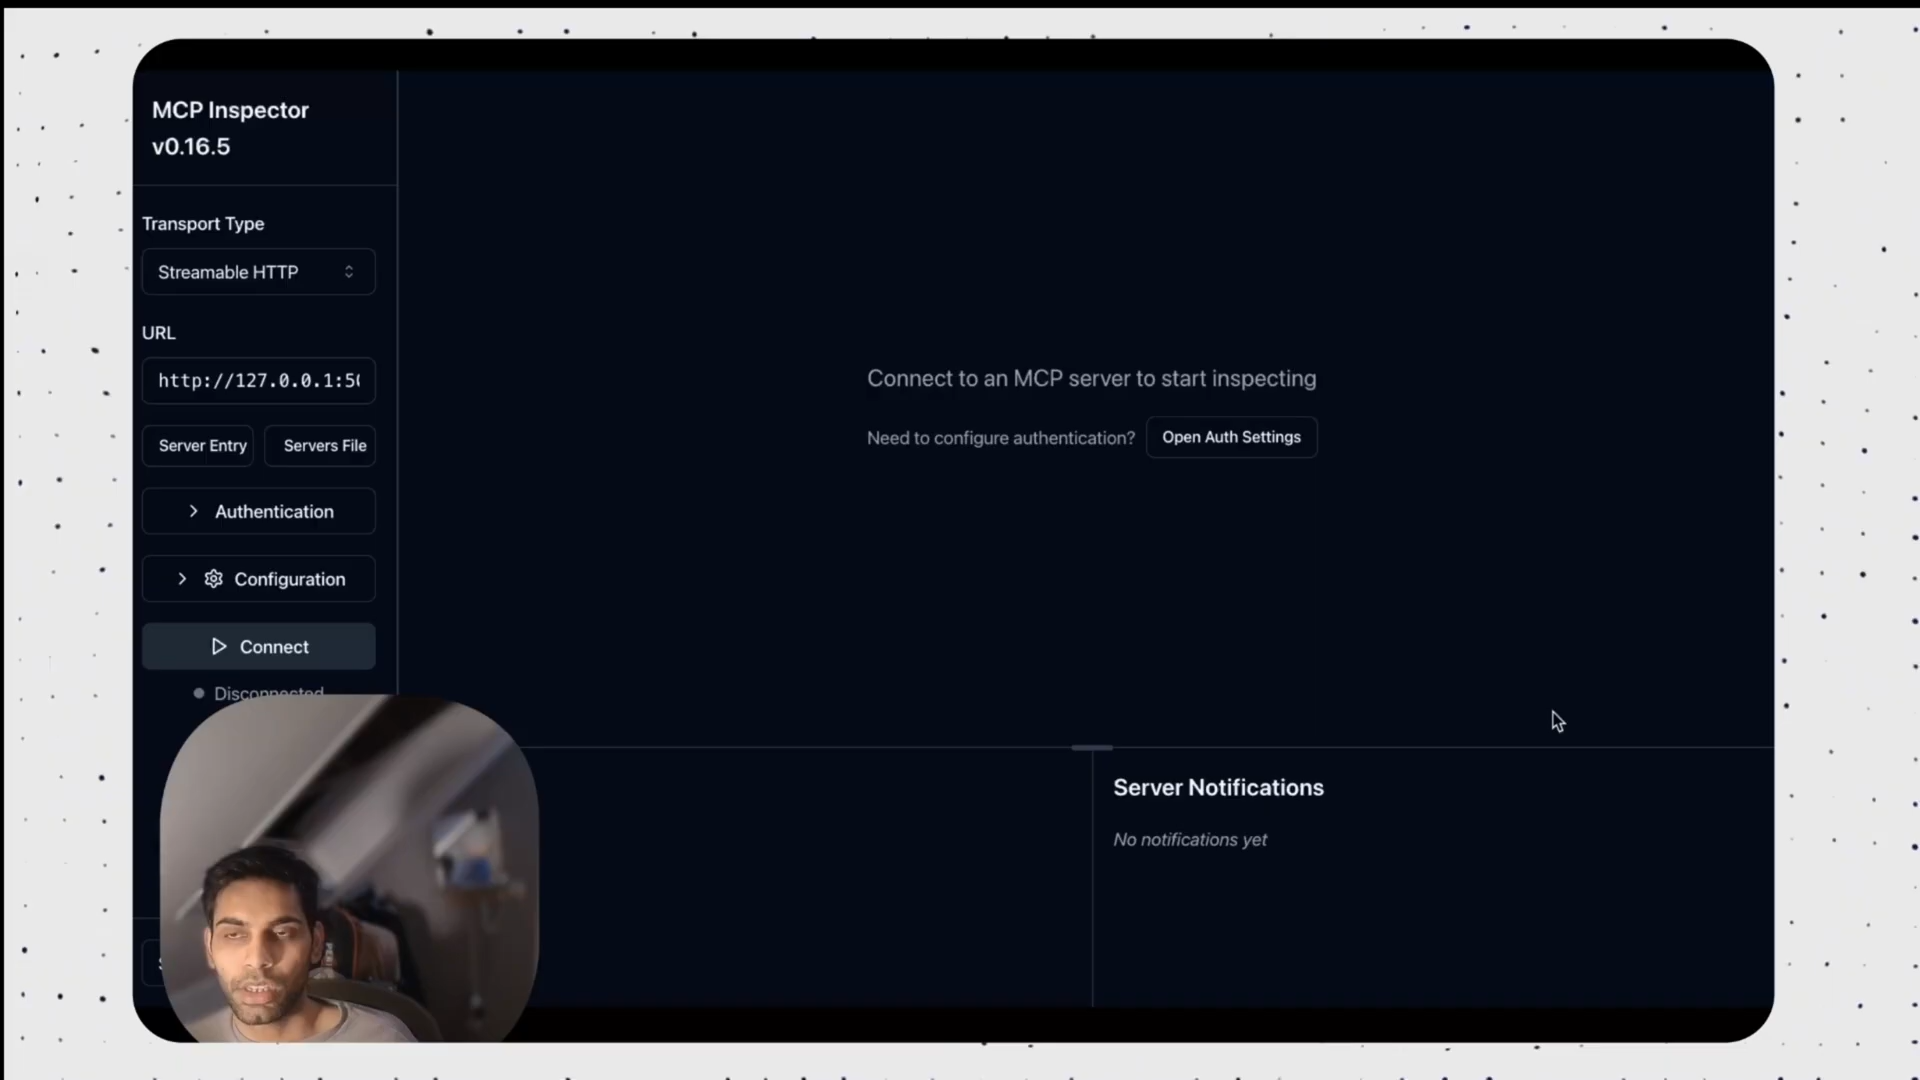 MCP Inspector
v0.16.5
Transport Type
Streamable HTTP
URL
http://127.0.0.1:5
Server Entry
Servers File
Authentication
Configuration
Connect
Disconnected
Connect to an MCP server to start inspecting
Need to configure authentication?
Open Auth Settings
Server Notifications
No notifications yet